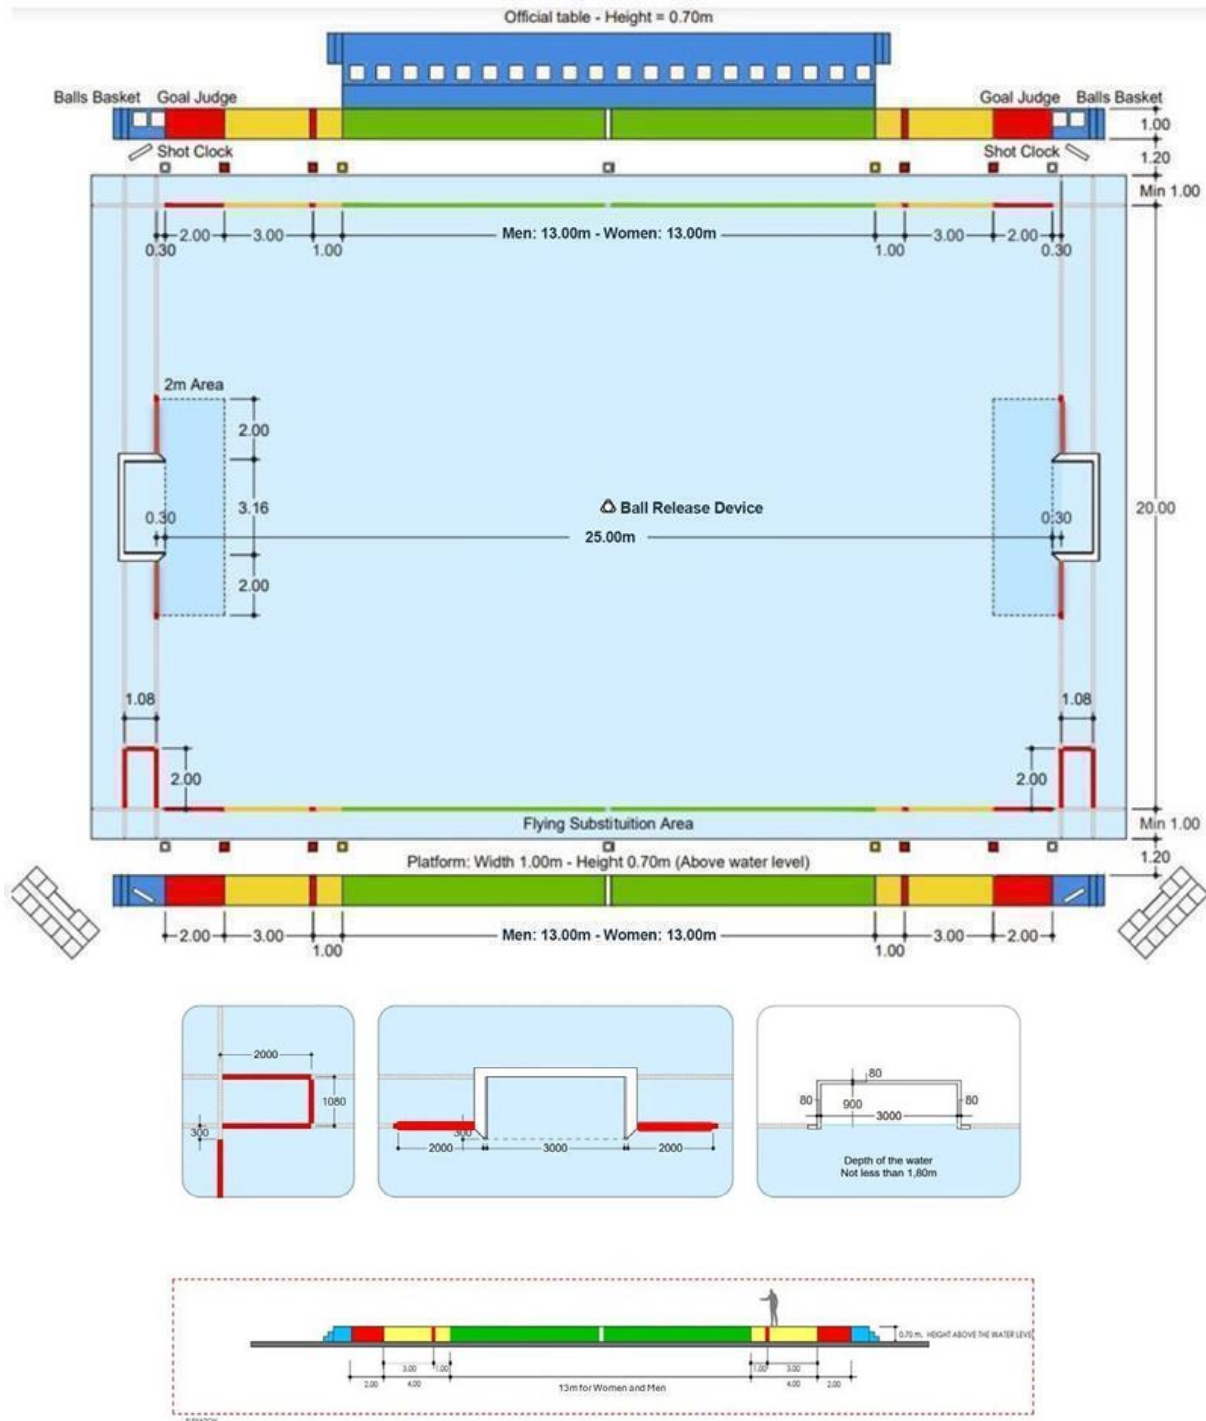 Official table - Height = 0.70m
Balls Basket Goal Judge Goal Judge Balls Basket
1.00
Shot Clock Shot Clock
1.20
Min 1.00
2.00 3.00 Men: 13.00m - Women: 13.00m 3.00 2.00
0.30 1.00 1.00 0.30
2m Area
2.00
3.16 Ball Release Device 20.00
0.30 0.30
25.00m
2.00
1.08 1.08
2.00 2.00
Flying Substituition Area Min 1.00
Platform: Width 1.00m - Height 0.70m (Above water level) 1.20
2.00 3.00 Men: 13.00m - Women: 13.00m 3.00 2.00
1.00 1.00
2000
1080
300
300
2000 3000 2000
80
80 900 80
3000
Depth of the water
Not less than 1,80m
0.70 m. HEIGHT ABOVE THE WATER LEVE
3.00 1.00 1.00 3.00
2.00 4.00 13m for Women and Men 4.00 2.00